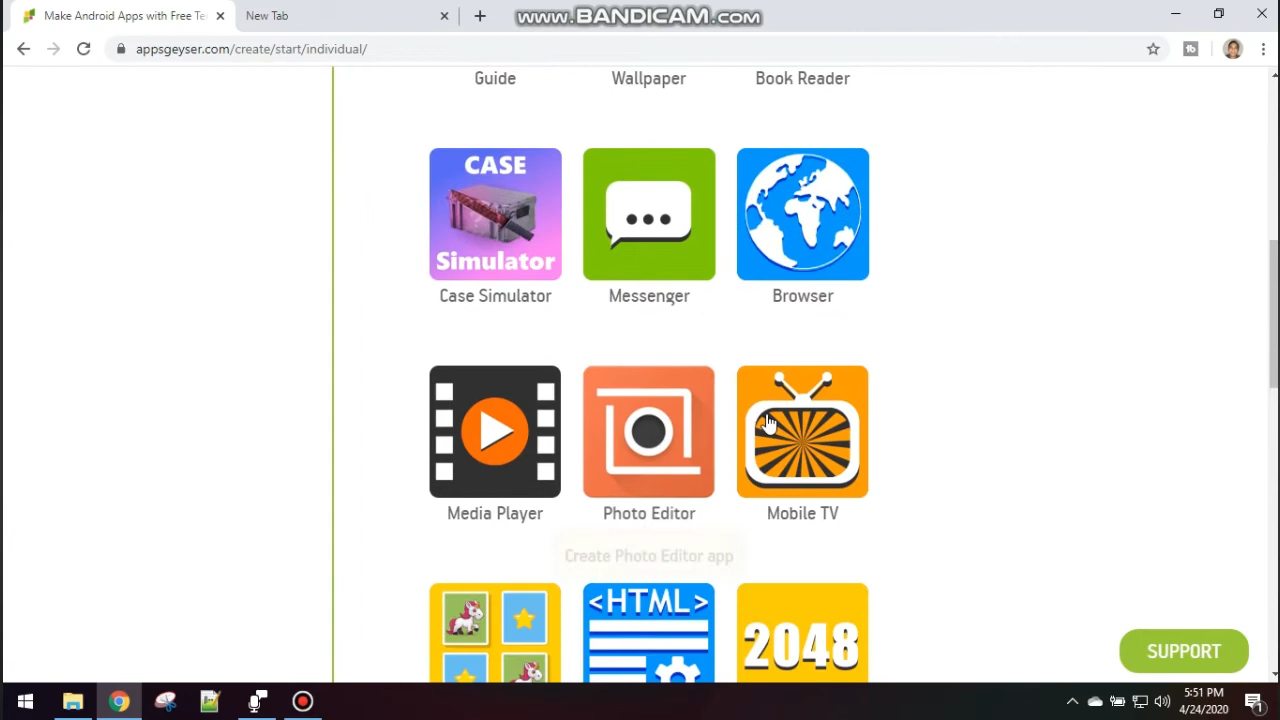 Make Android Apps with Free Te
New Tab
www.BANDICAM.com
appsgeyser.com/create/start/individual/
Guide
Wallpaper
Book Reader
CASE
Simulator
Case Simulator
Messenger
Browser
Media Player
Photo Editor
Mobile TV
Create Photo Editor app
<HTML>
2048
SUPPORT
5:51 PM
4/24/2020
1